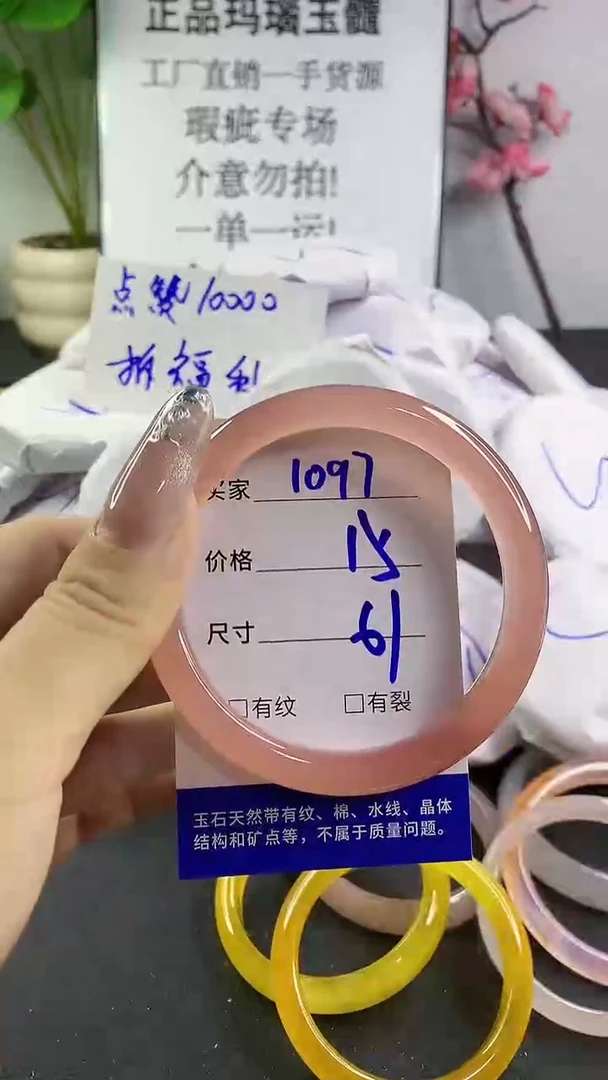 正品玛瑙玉髓
工厂直销一手货源
瑕疵专场
介意勿拍!
一单一运!
点赞10000
拆福利
买家 1097
价格 15
尺寸 61
□有纹 □有裂
玉石天然带有纹、棉、水线、晶体
结构和矿点等，不属于质量问题。